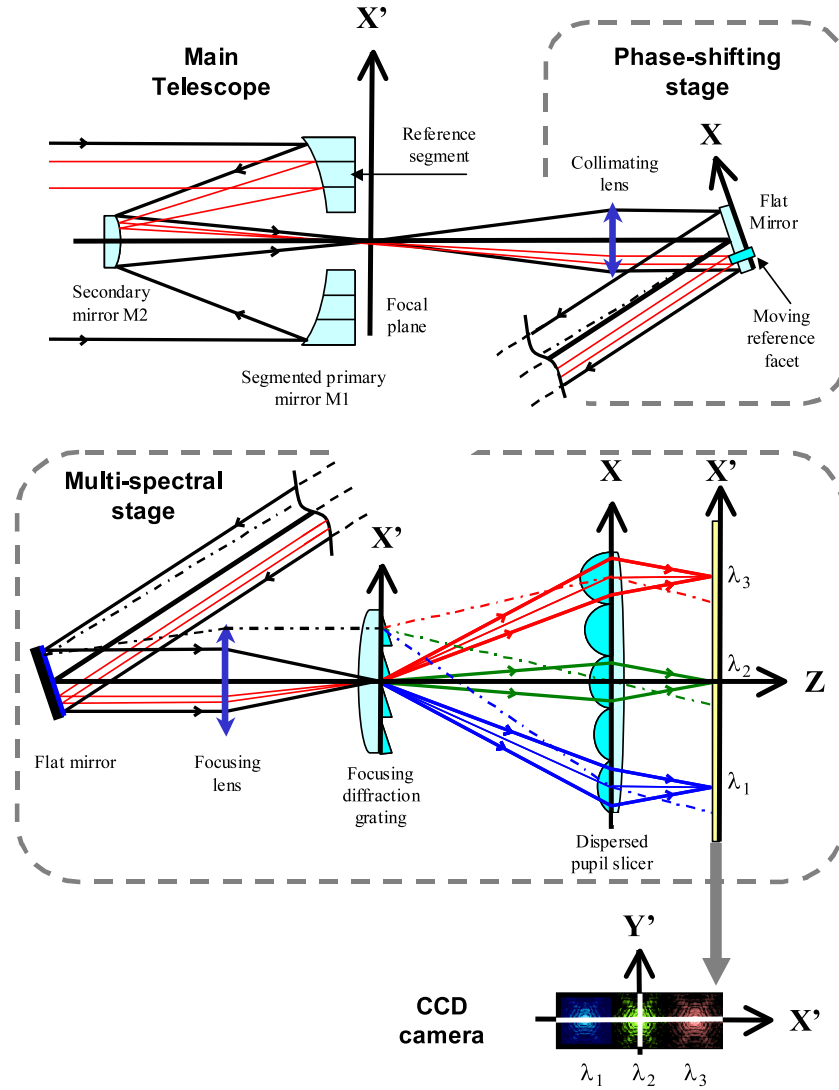 X'
Main
Telescope
Phase-shifting
stage
Reference
segment
X
Collimating
lens
Flat
Mirror
Secondary
mirror M2
Focal
plane
Moving
reference
facet
Segmented primary
mirror M1
Multi-spectral
stage
X
X'
X'
λ3
λ2
Z
λ1
Flat mirror
Focusing
lens
Focusing
diffraction
grating
Dispersed
pupil slicer
Y'
CCD
camera
X'
λ1 λ2 λ3